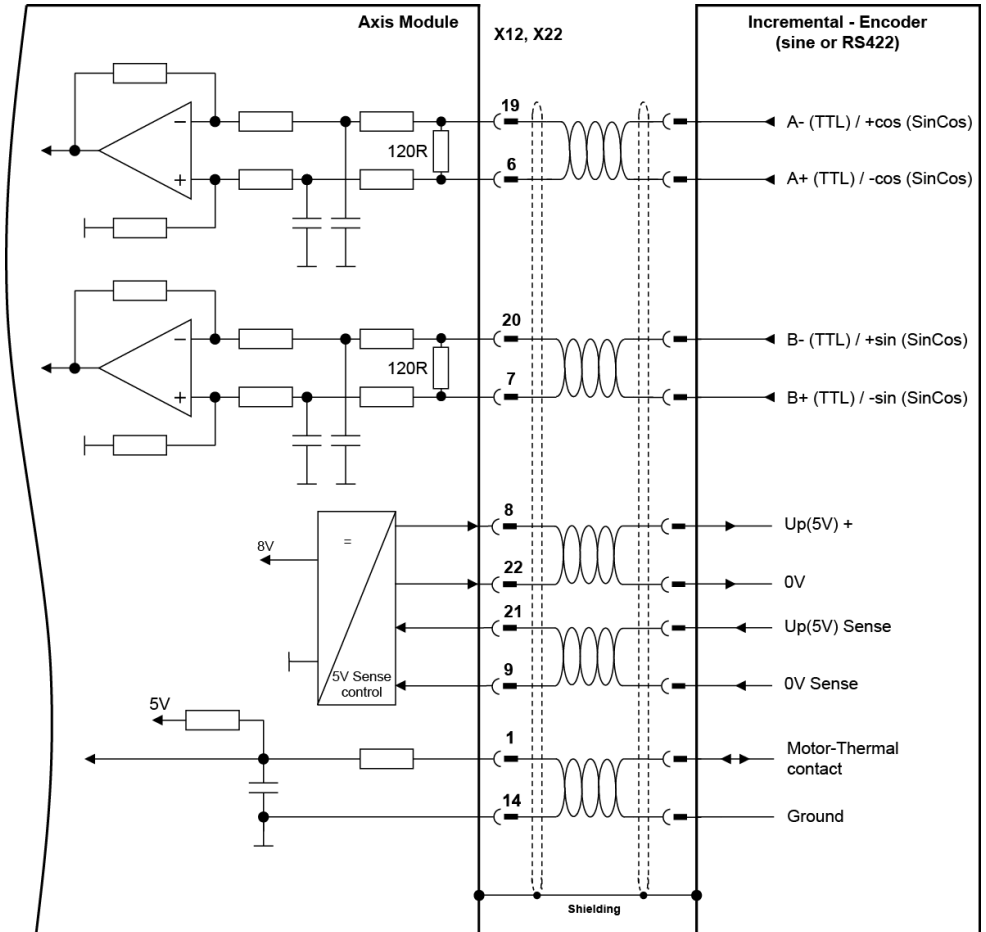 Axis Module
X12, X22
Incremental - Encoder
(sine or RS422)
19
A- (TTL) / +cos (SinCos)
120R
6
A+ (TTL) / -cos (SinCos)
−
+
20
B- (TTL) / +sin (SinCos)
120R
7
B+ (TTL) / -sin (SinCos)
−
+
8
Up(5V) +
8V
=
22
0V
21
Up(5V) Sense
5V Sense
control
9
0V Sense
5V
1
Motor-Thermal
contact
14
Ground
Shielding